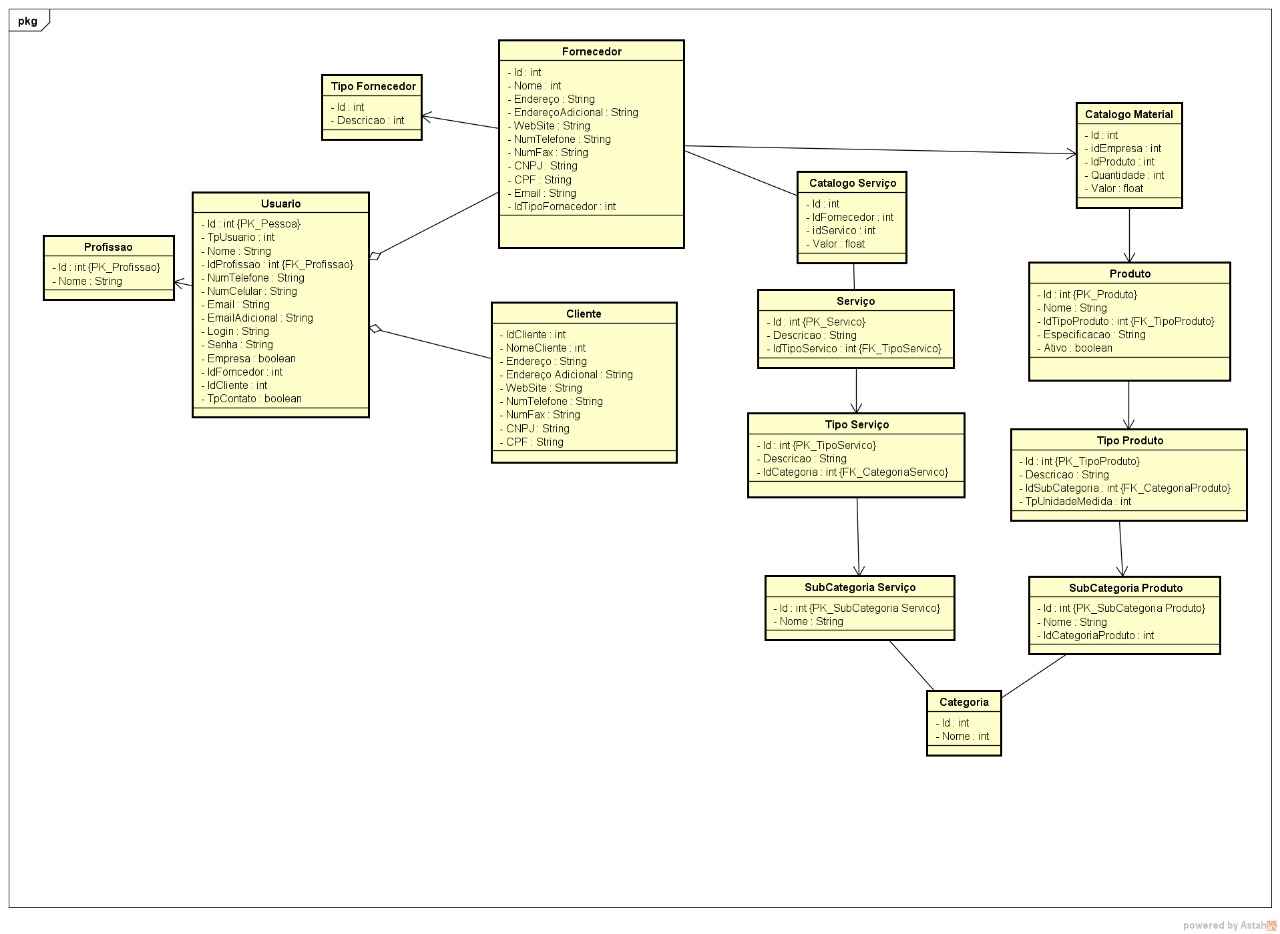 pkg
Fornecedor
- Id : int
- Nome : int
- Endereço : String
- EndereçoAdicional : String
- WebSite : String
- NumTelefone : String
- NumFax : String
- CNPJ : String
- CPF : String
- Email : String
- IdTipoFornecedor : int
Tipo Fornecedor
- Id : int
- Descricao : int
Catalogo Material
- Id : int
- idEmpresa : int
- IdProduto : int
- Quantidade : int
- Valor : float
Catalogo Serviço
- Id : int
- IdFornecedor : int
- idServico : int
- Valor : float
Usuario
- Id : int {PK_Pessoa}
- TpUsuario : int
- Nome : String
- IdProfissao : int {FK_Profissao}
- NumTelefone : String
- NumCelular : String
- Email : String
- EmailAdicional : String
- Login : String
- Senha : String
- Empresa : boolean
- IdForncedor : int
- IdCliente : int
- TpContato : boolean
Profissao
- Id : int {PK_Profissao}
- Nome : String
Cliente
- IdCliente : int
- NomeCliente : int
- Endereço : String
- Endereço Adicional : String
- WebSite : String
- NumTelefone : String
- NumFax : String
- CNPJ : String
- CPF : String
Serviço
- Id : int {PK_Servico}
- Descricao : String
- IdTipoServico : int {FK_TipoServico}
Produto
- Id : int {PK_Produto}
- Nome : String
- IdTipoProduto : int {FK_TipoProduto}
- Especificacao : String
- Ativo : boolean
Tipo Serviço
- Id : int {PK_TipoServico}
- Descricao : String
- IdCategoria : int {FK_CategoriaServico}
Tipo Produto
- Id : int {PK_TipoProduto}
- Descricao : String
- IdSubCategoria : int {FK_CategoriaProduto}
- TpUnidadeMedida : int
SubCategoria Serviço
- Id : int {PK_SubCategoria Servico}
- Nome : String
SubCategoria Produto
- Id : int {PK_SubCategoria Produto}
- Nome : String
- IdCategoriaProduto : int
Categoria
- Id : int
- Nome : int
powered by Astah